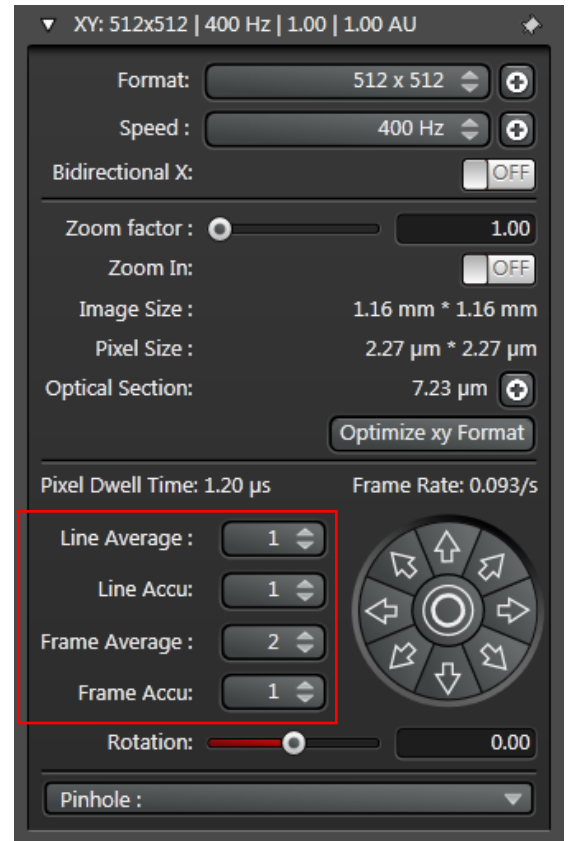 XY: 512x512 | 400 Hz | 1.00 | 1.00 AU
Format: 512 x 512
Speed : 400 Hz
Bidirectional X: OFF
Zoom factor : 1.00
Zoom In: OFF
Image Size : 1.16 mm * 1.16 mm
Pixel Size : 2.27 µm * 2.27 µm
Optical Section: 7.23 µm
Optimize xy Format
Pixel Dwell Time: 1.20 µs Frame Rate: 0.093/s
Line Average : 1
Line Accu: 1
Frame Average : 2
Frame Accu: 1
Rotation: 0.00
Pinhole :